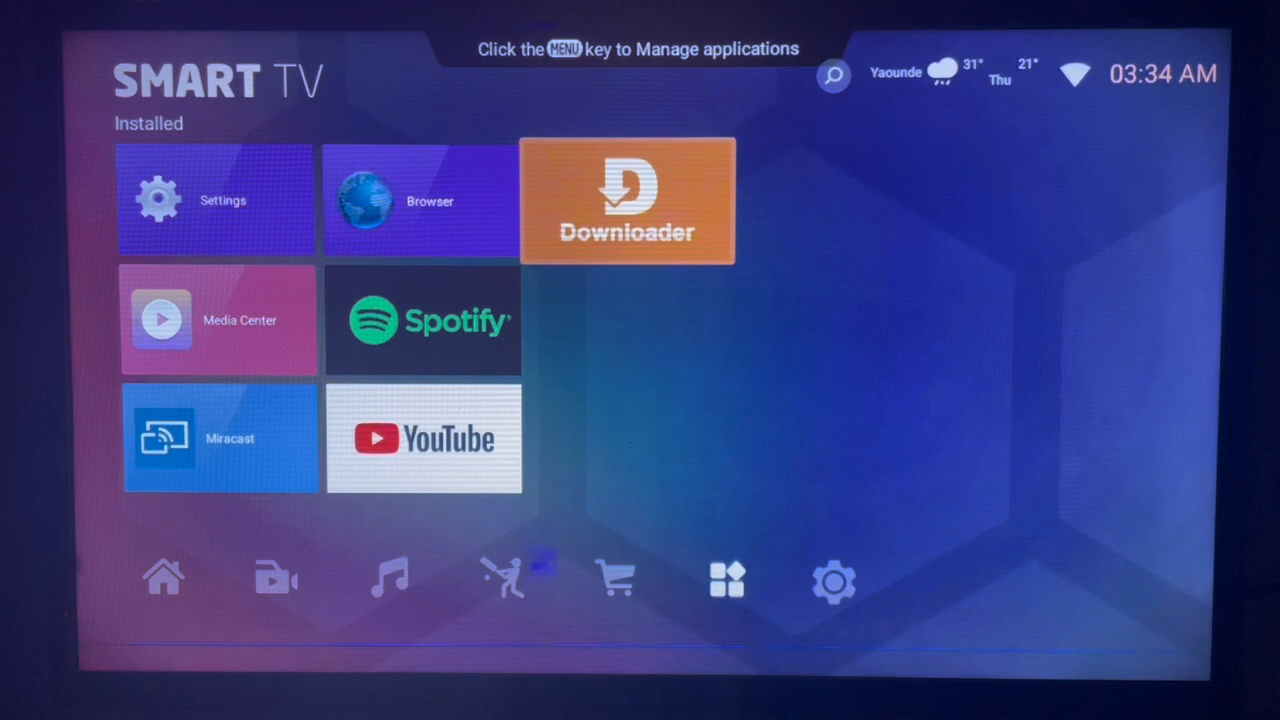 Click the MENU key to Manage applications
SMART TV
Yaounde 31° Thu 21° 03:34 AM
Installed
Settings
Browser
D
Downloader
Media Center
Spotify
Miracast
YouTube